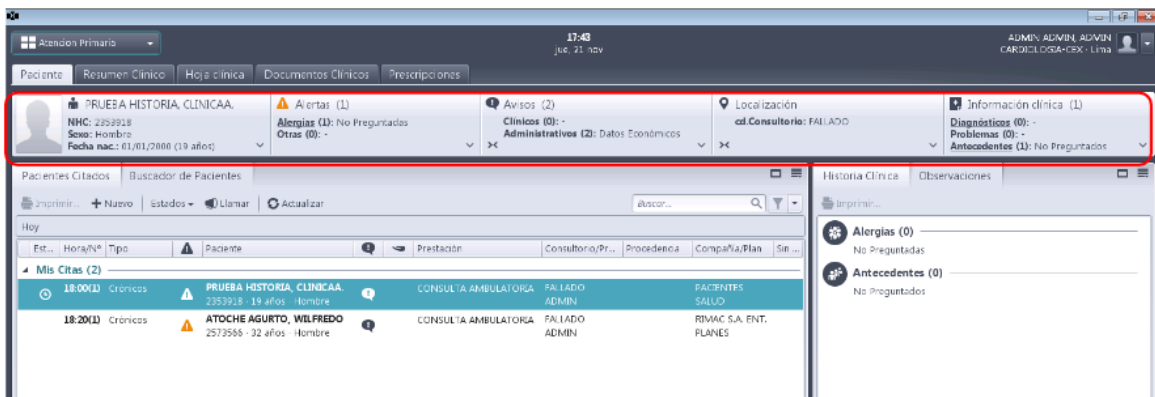 Atencion Primaria
17:43
jue, 21 nov
ADMIN ADMIN, ADMIN
CARDIOLOGIA-CEX - Lima
Paciente Resumen Clínico Hoja clínica Documentos Clínicos Prescripciones
PRUEBA HISTORIA, CLINICAA.
NHC: 2353918
Sexo: Hombre
Fecha nac.: 01/01/2000 (19 años)
Alertas (1)
Alergias (1): No Preguntadas
Otras (0): -
Avisos (2)
Clínicos (0): -
Administrativos (2): Datos Económicos
Localización
cd.Consultorio: FALLADO
Información clínica (1)
Diagnósticos (0): -
Problemas (0): -
Antecedentes (1): No Preguntados
Pacientes Citados Buscador de Pacientes
Imprimir... Nuevo Estados Llamar Actualizar Buscar...
Hoy
Est... Hora/Nº Tipo Paciente Prestación Consultorio/Pr... Procedencia Compañía/Plan Sin ...
Mis Citas (2)
18:00(1) Crónicos PRUEBA HISTORIA, CLINICAA. CONSULTA AMBULATORIA FALLADO PACIENTES
2353918 - 19 años - Hombre ADMIN SALUD
18:20(1) Crónicos ATOCHE AGURTO, WILFREDO CONSULTA AMBULATORIA FALLADO RIMAC S.A. ENT.
2573566 - 32 años - Hombre ADMIN PLANES
Historia Clínica Observaciones
Imprimir...
Alergias (0)
No Preguntadas
Antecedentes (0)
No Preguntados